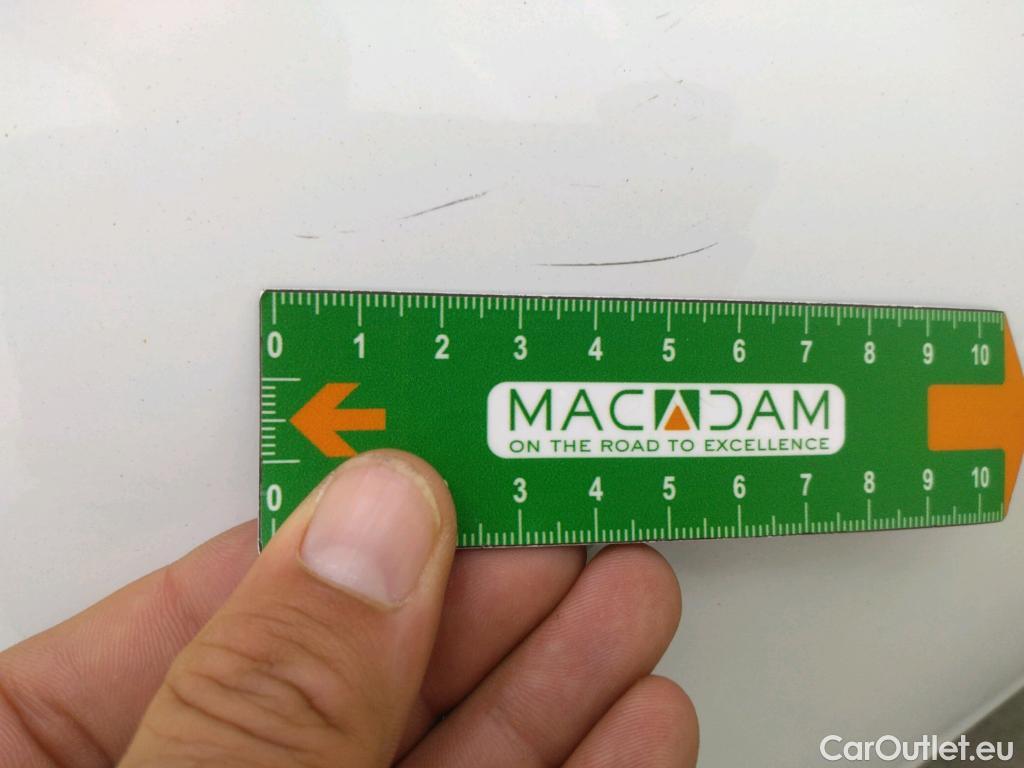 0 1 2 3 4 5 6 7 8 9 10
MACADAM
ON THE ROAD TO EXCELLENCE
0 3 4 5 6 7 8 9 10
CarOutlet.eu